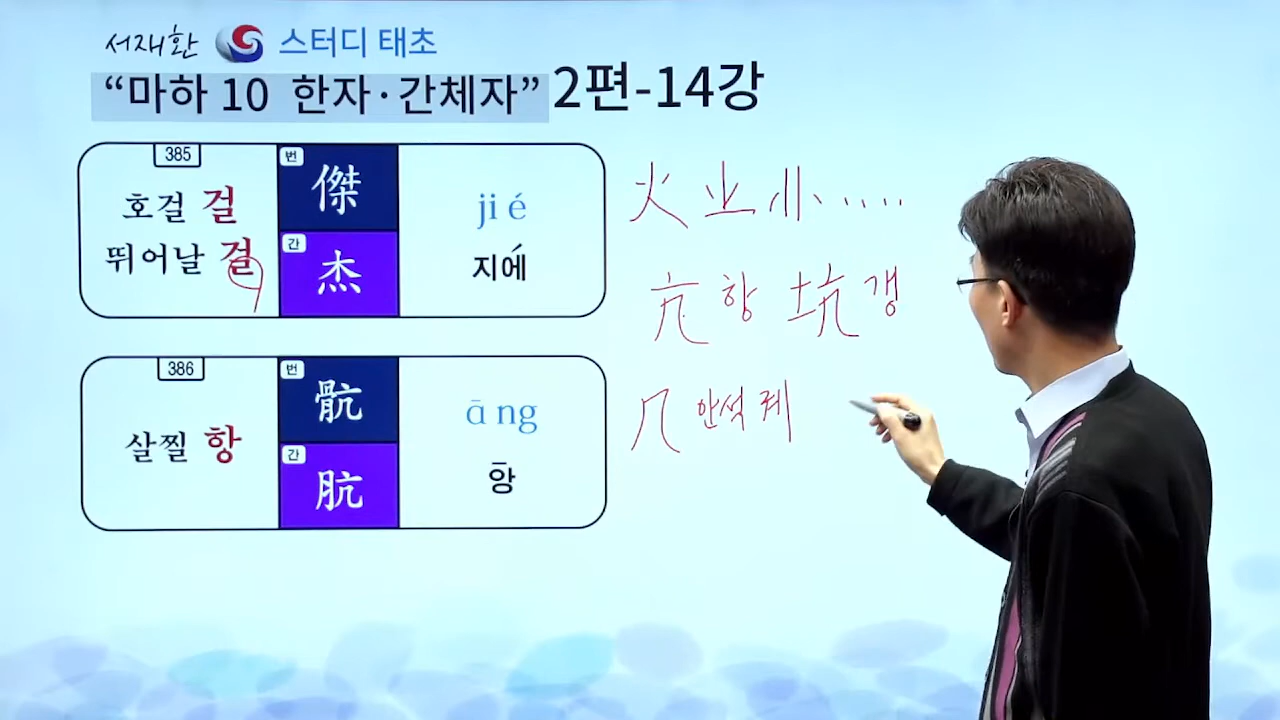 서재환 스터디 태초
“마하 10 한자·간체자” 2편-14강
385
호걸 걸
뛰어날 걸
번 傑
간 杰
ji é
지에́
386
살찔 항
번 骯
간 肮
ā ng
앙̄
火 业 小 .....
亢 항 坑 갱
几 안석 궤